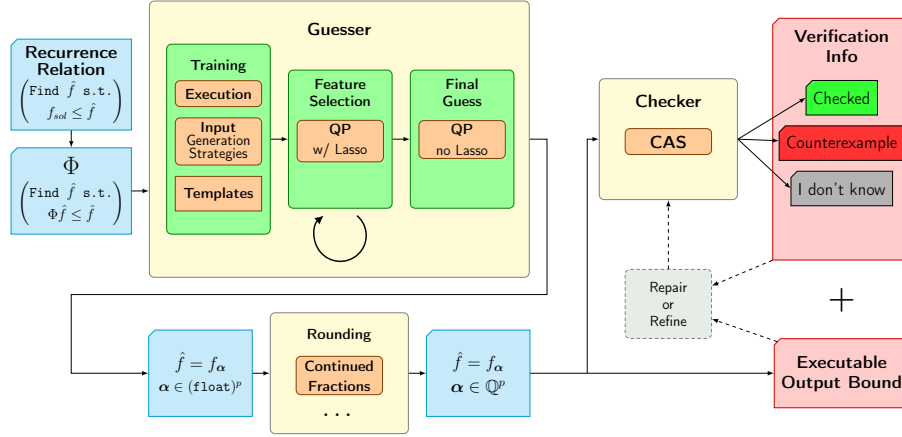 Recurrence
Relation
(Find f̂ s.t.
f_sol ≤ f̂)
Φ
(Find f̂ s.t.
Φf̂ ≤ f̂)
Guesser
Training
Execution
Input
Generation
Strategies
Templates
Feature
Selection
QP
w/ Lasso
Final
Guess
QP
no Lasso
Checker
CAS
Verification
Info
Checked
Counterexample
I don't know
Repair
or
Refine
+
f̂ = f_α
α ∈ (float)^p
Rounding
Continued
Fractions
. . .
f̂ = f_α
α ∈ ℚ^p
Executable
Output Bound